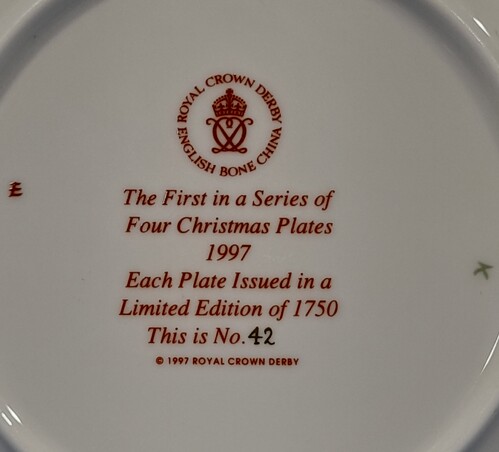 ROYAL CROWN DERBY
ENGLISH BONE CHINA
E
The First in a Series of
Four Christmas Plates
1997
Each Plate Issued in a
Limited Edition of 1750
This is No. 42
© 1997 ROYAL CROWN DERBY